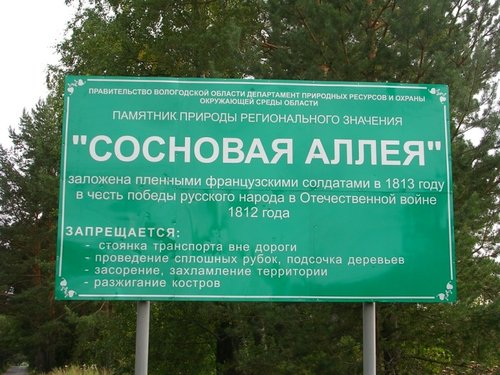 ПРАВИТЕЛЬСТВО ВОЛОГОДСКОЙ ОБЛАСТИ ДЕПАРТАМЕНТ ПРИРОДНЫХ РЕСУРСОВ И ОХРАНЫ
ОКРУЖАЮЩЕЙ СРЕДЫ ОБЛАСТИ
ПАМЯТНИК ПРИРОДЫ РЕГИОНАЛЬНОГО ЗНАЧЕНИЯ
"СОСНОВАЯ АЛЛЕЯ"
заложена пленными французскими солдатами в 1813 году
в честь победы русского народа в Отечественной войне
1812 года
ЗАПРЕЩАЕТСЯ:
- стоянка транспорта вне дороги
- проведение сплошных рубок, подсочка деревьев
- засорение, захламление территории
- разжигание костров